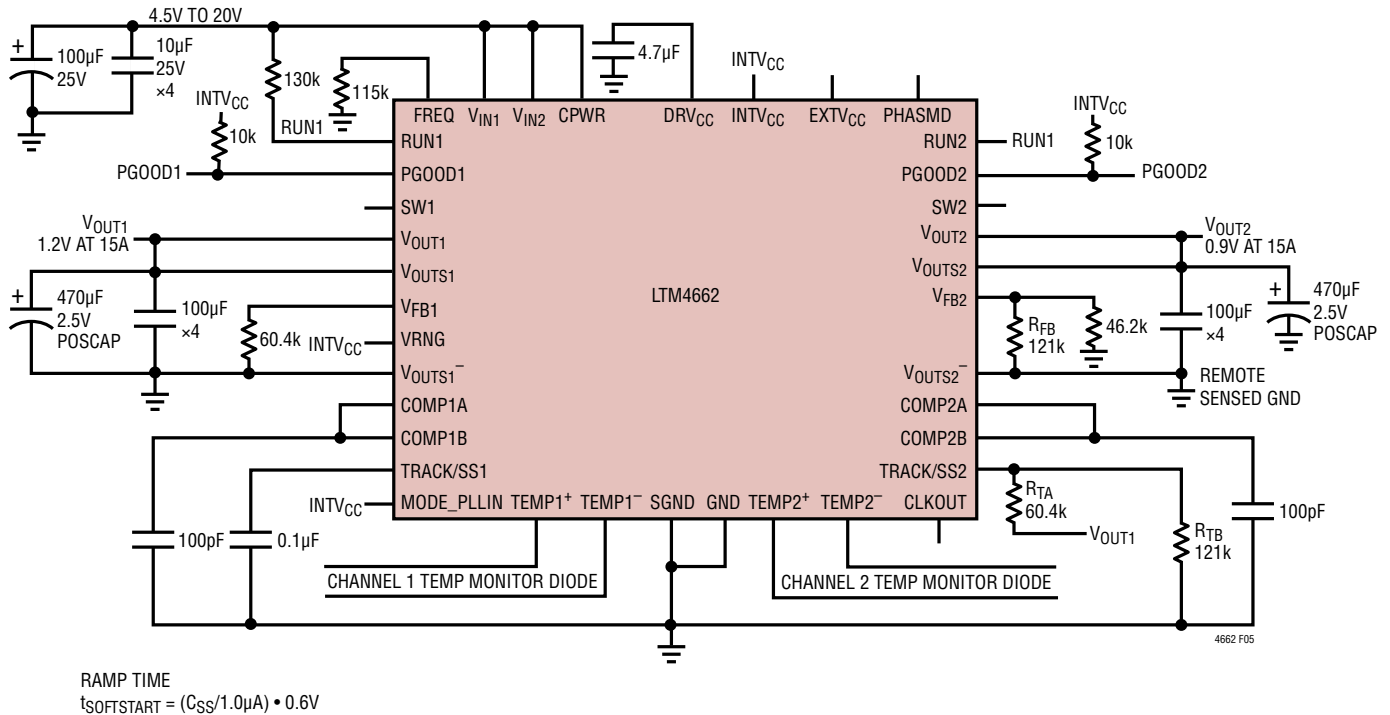 4.5V TO 20V
+
100µF
25V
10µF
25V
×4
130k
115k
4.7µF
INTVCC
INTVCC
10k
RUN1
PGOOD1
INTVCC
10k
PGOOD2
RUN1
FREQ
VIN1
VIN2
CPWR
DRVCC
INTVCC
EXTVCC
PHASMD
RUN1
PGOOD1
SW1
VOUT1
VOUTS1
VFB1
VRNG
VOUTS1–
COMP1A
COMP1B
TRACK/SS1
MODE_PLLIN
LTM4662
RUN2
PGOOD2
SW2
VOUT2
VOUTS2
VFB2
VOUTS2–
COMP2A
COMP2B
TRACK/SS2
TEMP1+
TEMP1–
SGND
GND
TEMP2+
TEMP2–
CLKOUT
VOUT1
1.2V AT 15A
+
470µF
2.5V
POSCAP
100µF
×4
60.4k
INTVCC
INTVCC
100pF
0.1µF
VOUT2
0.9V AT 15A
RFB
121k
46.2k
100µF
×4
+
470µF
2.5V
POSCAP
REMOTE
SENSED GND
RTA
60.4k
VOUT1
RTB
121k
100pF
CHANNEL 1 TEMP MONITOR DIODE
CHANNEL 2 TEMP MONITOR DIODE
4662 F05
RAMP TIME
tSOFTSTART = (CSS/1.0µA) • 0.6V